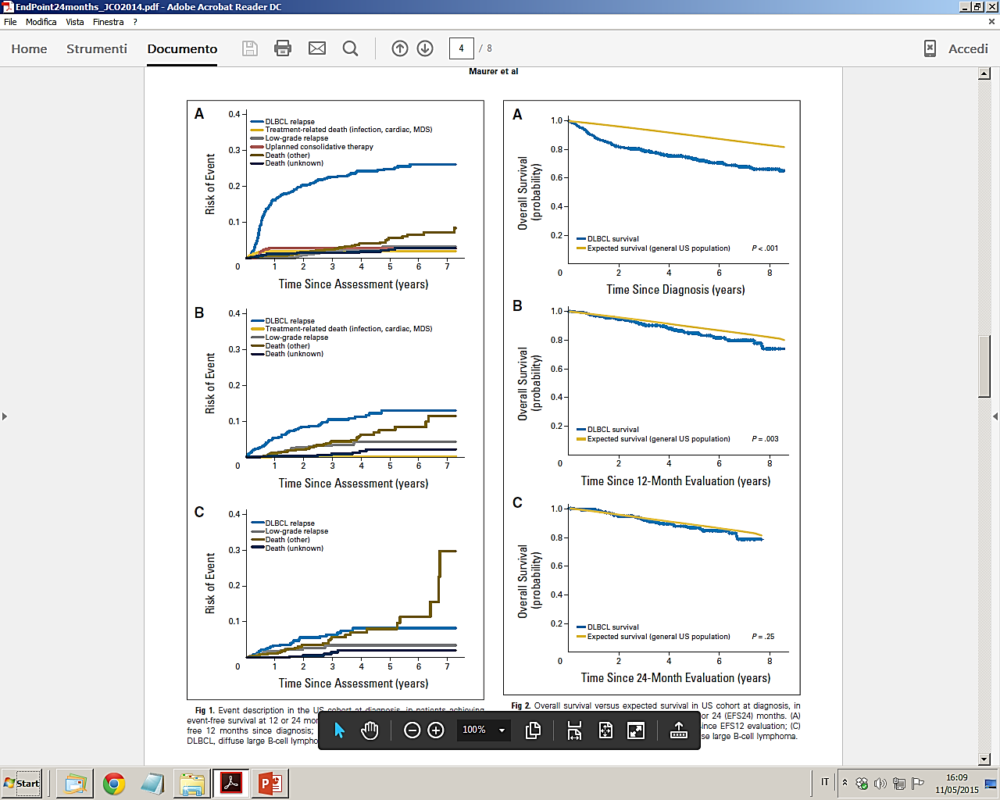 EndPoint24months_JCO2014.pdf - Adobe Acrobat Reader DC
File Modifica Vista Finestra ?
Home Strumenti Documento 4 / 8 Accedi
Maurer et al
A
0.4
0.3
0.2
0.1
0 1 2 3 4 5 6 7
Risk of Event
DLBCL relapse
Treatment-related death (infection, cardiac, MDS)
Low-grade relapse
Uplanned consolidative therapy
Death (other)
Death (unknown)
Time Since Assessment (years)
B
0.4
0.3
0.2
0.1
0 1 2 3 4 5 6 7
Risk of Event
DLBCL relapse
Treatment-related death (infection, cardiac, MDS)
Low-grade relapse
Death (other)
Death (unknown)
Time Since Assessment (years)
C
0.4
0.3
0.2
0.1
0 1 2 3 4 5 6 7
Risk of Event
DLBCL relapse
Low-grade relapse
Death (other)
Death (unknown)
Time Since Assessment (years)
Fig 1. Event description in the US cohort at diagnosis, in patients achieving
event-free survival at 12 or 24 mo
free 12 months since diagnosis;
DLBCL, diffuse large B-cell lympho
A
1.0
0.8
0.6
0.4
0.2
0 2 4 6 8
Overall Survival
(probability)
DLBCL survival
Expected survival (general US population) P < .001
Time Since Diagnosis (years)
B
1.0
0.8
0.6
0.4
0.2
0 2 4 6 8
Overall Survival
(probability)
DLBCL survival
Expected survival (general US population) P = .003
Time Since 12-Month Evaluation (years)
C
1.0
0.8
0.6
0.4
0.2
0 2 4 6 8
Overall Survival
(probability)
DLBCL survival
Expected survival (general US population) P = .25
Time Since 24-Month Evaluation (years)
Fig 2. Overall survival versus expected survival in US cohort at diagnosis, in
or 24 (EFS24) months. (A)
since EFS12 evaluation; (C)
se large B-cell lymphoma.
100%
Start
IT
16:09
11/05/2015